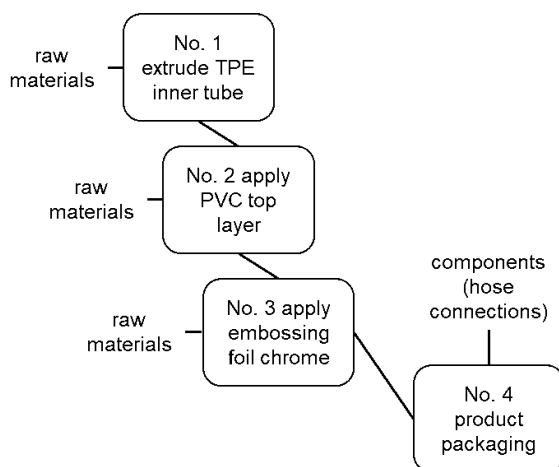 raw
materials
No. 1
extrude TPE
inner tube
raw
materials
No. 2 apply
PVC top
layer
raw
materials
No. 3 apply
embossing
foil chrome
components
(hose
connections)
No. 4
product
packaging